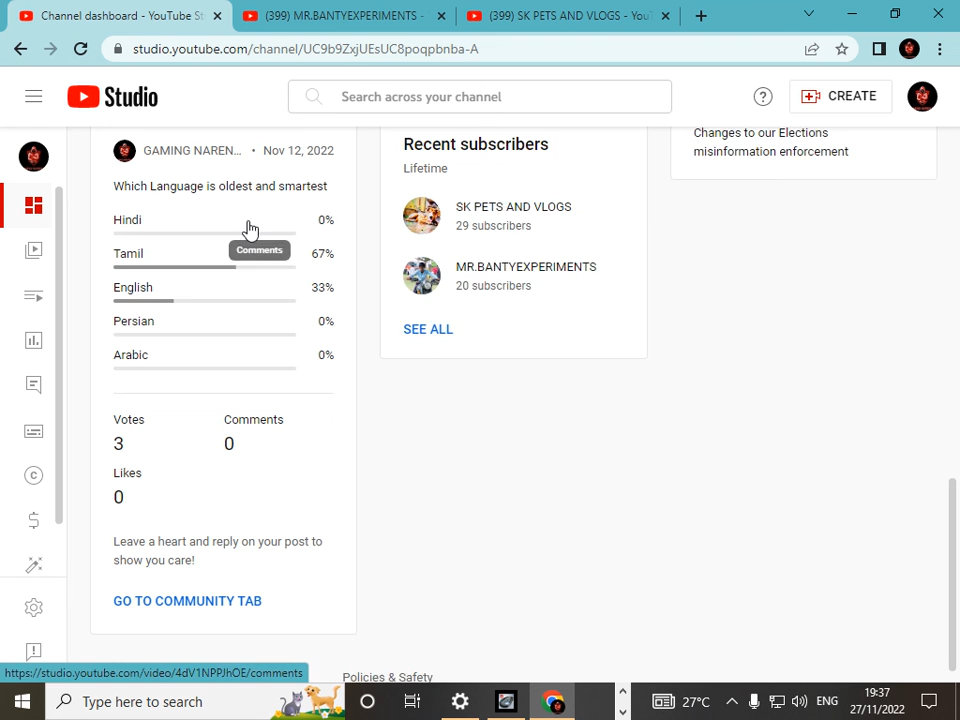 Channel dashboard - YouTube St
(399) MR.BANTYEXPERIMENTS -
(399) SK PETS AND VLOGS - You
studio.youtube.com/channel/UC9b9ZxjUEsUC8poqpbnba-A
Studio
Search across your channel
CREATE
GAMING NAREN... • Nov 12, 2022
Which Language is oldest and smartest
Hindi 0%
Comments
Tamil 67%
English 33%
Persian 0%
Arabic 0%
Votes Comments
3 0
Likes
0
Leave a heart and reply on your post to
show you care!
GO TO COMMUNITY TAB
Recent subscribers
Lifetime
SK PETS AND VLOGS
29 subscribers
MR.BANTYEXPERIMENTS
20 subscribers
SEE ALL
Changes to our Elections
misinformation enforcement
https://studio.youtube.com/video/4dV1NPPJhOE/comments
Policies & Safety
Type here to search
27°C
ENG
19:37
27/11/2022